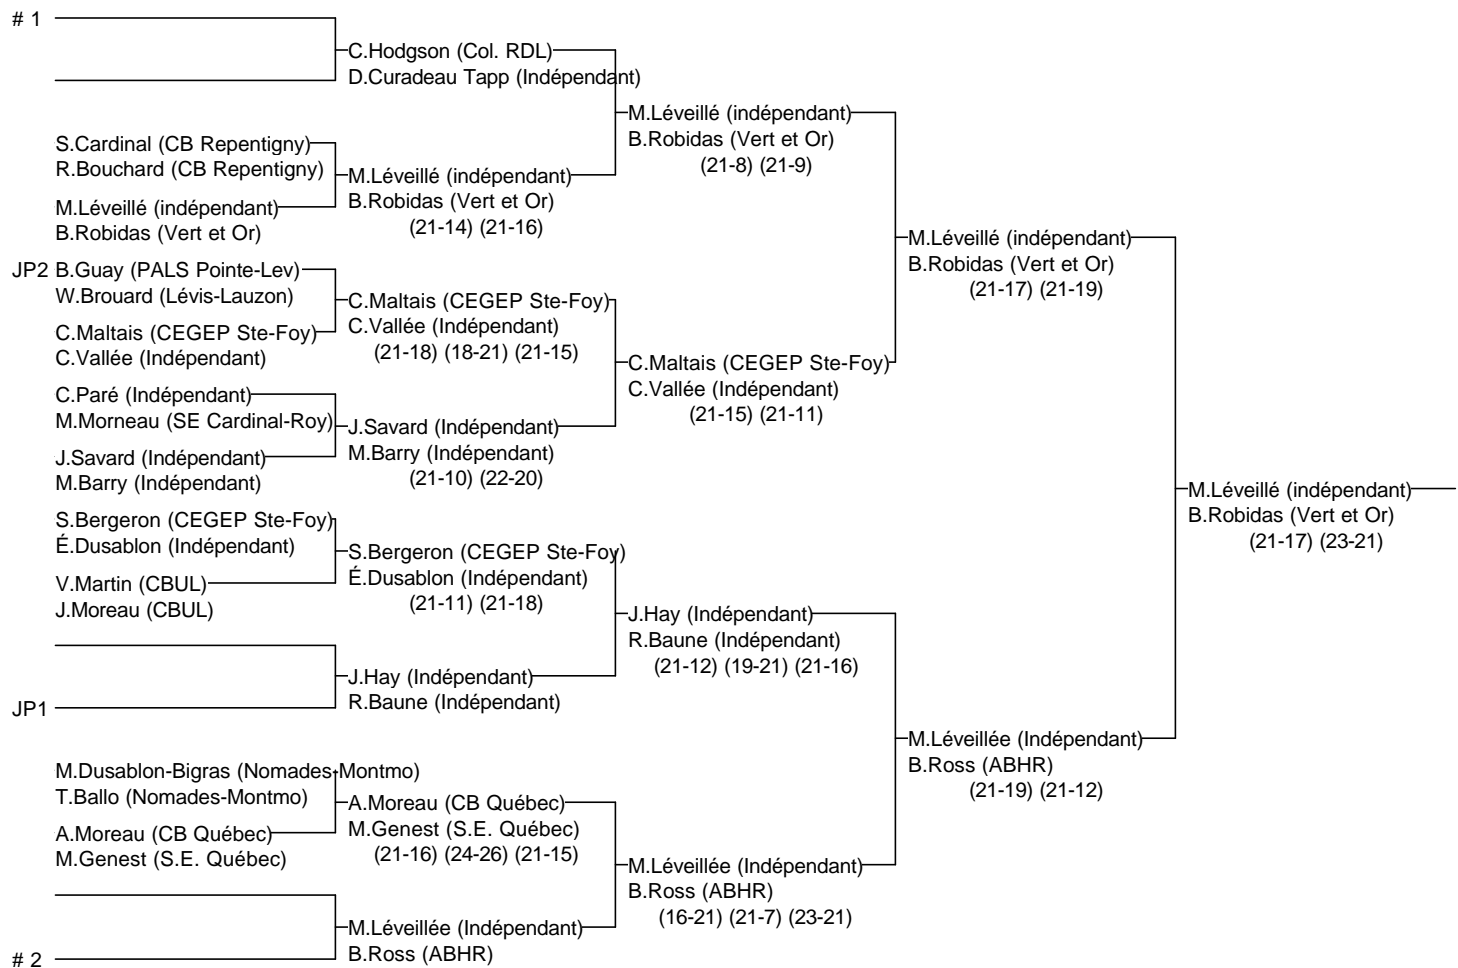 # 1
C.Hodgson (Col. RDL)
D.Curadeau Tapp (Indépendant)
M.Léveillé (indépendant)
B.Robidas (Vert et Or)
(21-8) (21-9)
S.Cardinal (CB Repentigny)
R.Bouchard (CB Repentigny)
M.Léveillé (indépendant)
B.Robidas (Vert et Or)
(21-14) (21-16)
M.Léveillé (indépendant)
B.Robidas (Vert et Or)
M.Léveillé (indépendant)
B.Robidas (Vert et Or)
(21-17) (21-19)
JP2 B.Guay (PALS Pointe-Lev)
W.Brouard (Lévis-Lauzon)
C.Maltais (CEGEP Ste-Foy)
C.Vallée (Indépendant)
(21-18) (18-21) (21-15)
C.Maltais (CEGEP Ste-Foy)
C.Vallée (Indépendant)
C.Maltais (CEGEP Ste-Foy)
C.Vallée (Indépendant)
(21-15) (21-11)
C.Paré (Indépendant)
M.Morneau (SE Cardinal-Roy)
J.Savard (Indépendant)
M.Barry (Indépendant)
(21-10) (22-20)
J.Savard (Indépendant)
M.Barry (Indépendant)
M.Léveillé (indépendant)
B.Robidas (Vert et Or)
(21-17) (23-21)
S.Bergeron (CEGEP Ste-Foy)
É.Dusablon (Indépendant)
S.Bergeron (CEGEP Ste-Foy)
É.Dusablon (Indépendant)
(21-11) (21-18)
V.Martin (CBUL)
J.Moreau (CBUL)
J.Hay (Indépendant)
R.Baune (Indépendant)
(21-12) (19-21) (21-16)
J.Hay (Indépendant)
R.Baune (Indépendant)
JP1
M.Léveillée (Indépendant)
B.Ross (ABHR)
(21-19) (21-12)
M.Dusablon-Bigras (Nomades-Montmo)
T.Ballo (Nomades-Montmo)
A.Moreau (CB Québec)
M.Genest (S.E. Québec)
(21-16) (24-26) (21-15)
A.Moreau (CB Québec)
M.Genest (S.E. Québec)
M.Léveillée (Indépendant)
B.Ross (ABHR)
(16-21) (21-7) (23-21)
M.Léveillée (Indépendant)
B.Ross (ABHR)
# 2